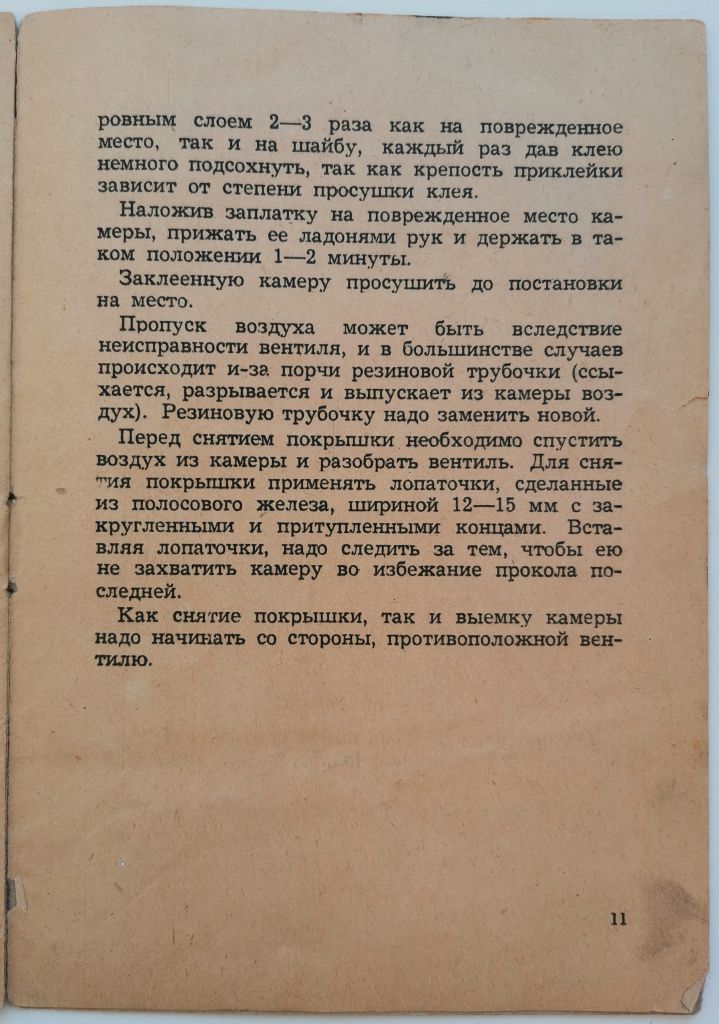 ровным слоем 2—3 раза как на поврежденное
место, так и на шайбу, каждый раз дав клею
немного подсохнуть, так как крепость приклейки
зависит от степени просушки клея.
Наложив заплатку на поврежденное место ка-
меры, прижать ее ладонями рук и держать в та-
ком положении 1—2 минуты.
Заклеенную камеру просушить до постановки
на место.
Пропуск воздуха может быть вследствие
неисправности вентиля, и в большинстве случаев
происходит и-за порчи резиновой трубочки (ссы-
хается, разрывается и выпускает из камеры воз-
дух). Резиновую трубочку надо заменить новой.
Перед снятием покрышки необходимо спустить
воздух из камеры и разобрать вентиль. Для сня-
тия покрышки применять лопаточки, сделанные
из полосового железа, шириной 12—15 мм с за-
кругленными и притупленными концами. Вста-
вляя лопаточки, надо следить за тем, чтобы ею
не захватить камеру во избежание прокола по-
следней.
Как снятие покрышки, так и выемку камеры
надо начинать со стороны, противоположной вен-
тилю.
11